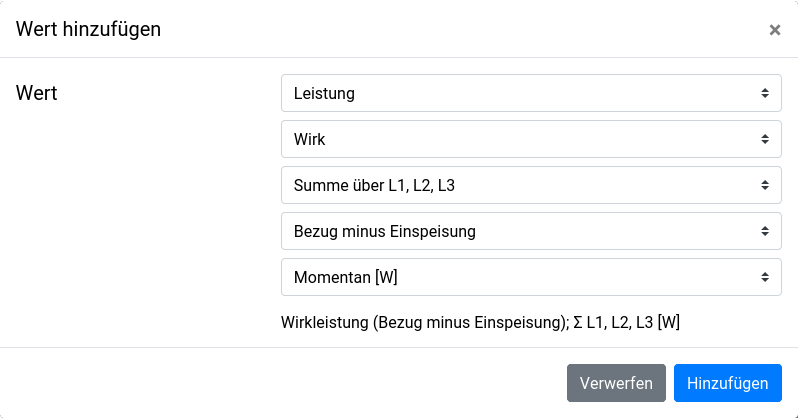 Wert hinzufügen
×
Wert
Leistung
Wirk
Summe über L1, L2, L3
Bezug minus Einspeisung
Momentan [W]
Wirkleistung (Bezug minus Einspeisung); Σ L1, L2, L3 [W]
Verwerfen
Hinzufügen